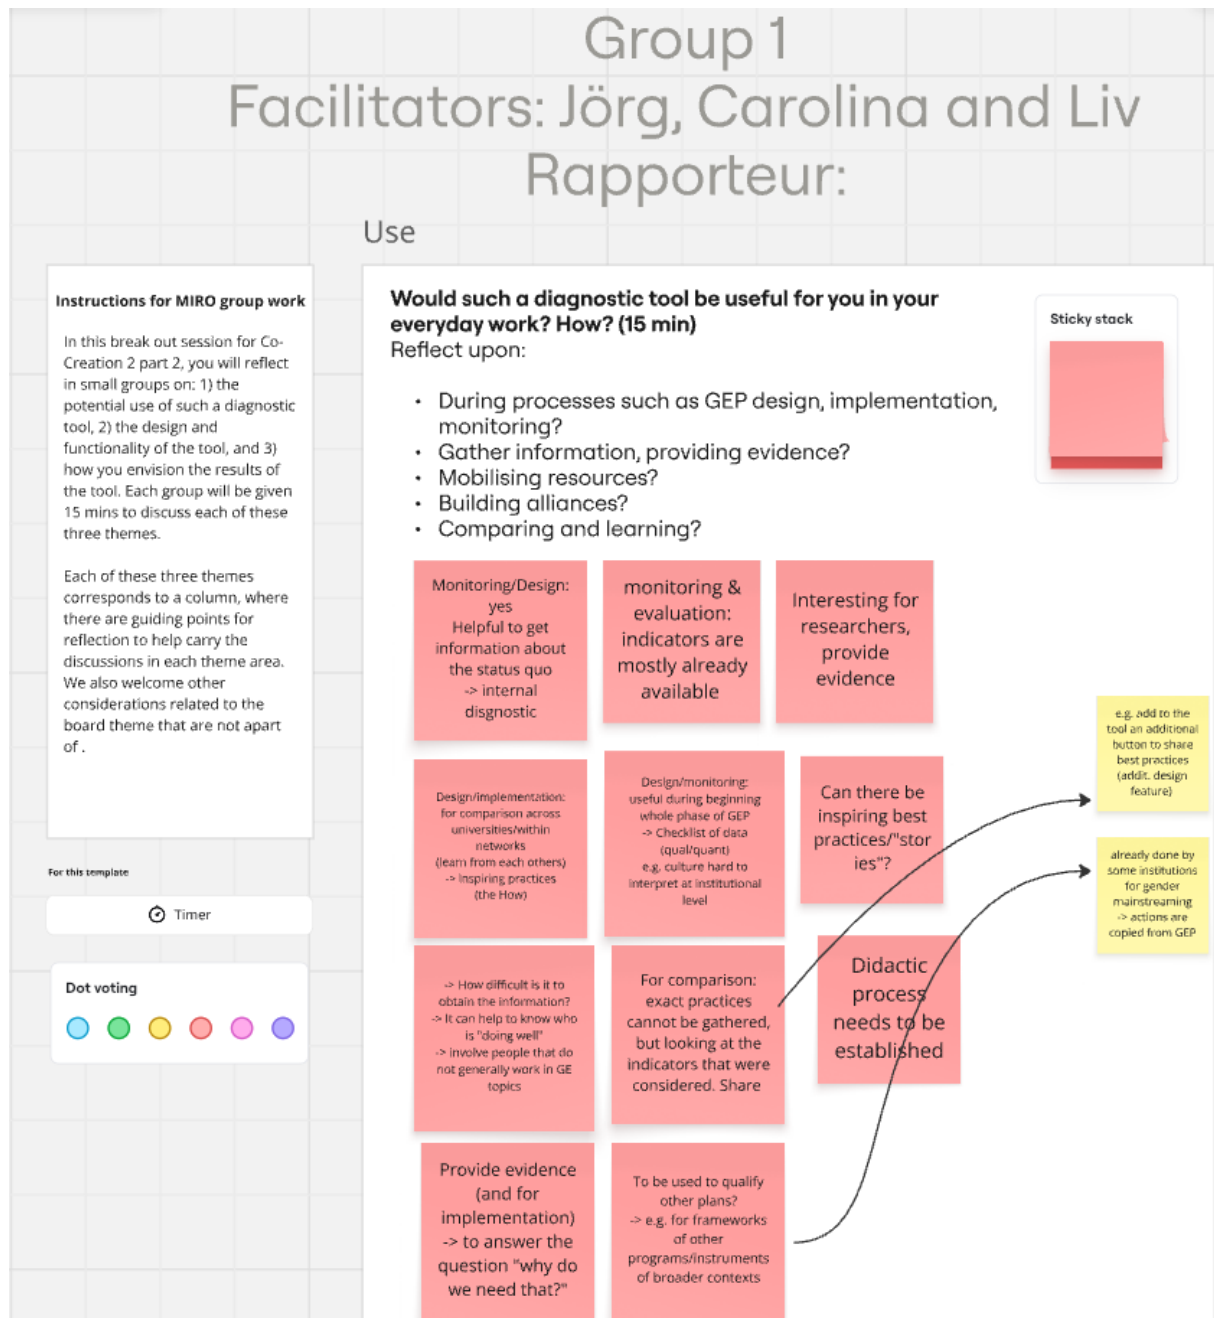 Group 1
Facilitators: Jörg, Carolina and Liv
Rapporteur:
Use
Instructions for MIRO group work
In this break out session for Co-
Creation 2 part 2, you will reflect
in small groups on: 1) the
potential use of such a diagnostic
tool, 2) the design and
functionality of the tool, and 3)
how you envision the results of
the tool. Each group will be given
15 mins to discuss each of these
three themes.
Each of these three themes
corresponds to a column, where
there are guiding points for
reflection to help carry the
discussions in each theme area.
We also welcome other
considerations related to the
board theme that are not apart
of .
For this template
Timer
Dot voting
Would such a diagnostic tool be useful for you in your
everyday work? How? (15 min)
Reflect upon:
• During processes such as GEP design, implementation,
monitoring?
• Gather information, providing evidence?
• Mobilising resources?
• Building alliances?
• Comparing and learning?
Sticky stack
Monitoring/Design:
yes
Helpful to get
information about
the status quo
-> internal
disgnostic
monitoring &
evaluation:
indicators are
mostly already
available
Interesting for
researchers,
provide
evidence
Design/implementation:
for comparison across
universities/within
networks
(learn from each others)
-> Inspiring practices
(the How)
Design/monitoring:
useful during beginning
whole phase of GEP
-> Checklist of data
(qual/quant)
e.g. culture hard to
interpret at institutional
level
Can there be
inspiring best
practices/"stor
ies"?
e.g. add to the
tool an additional
button to share
best practices
(addit. design
feature)
already done by
some institutions
for gender
mainstreaming
-> actions are
copied from GEP
-> How difficult is it to
obtain the information?
-> It can help to know who
is "doing well"
-> involve people that do
not generally work in GE
topics
For comparison:
exact practices
cannot be gathered,
but looking at the
indicators that were
considered. Share
Didactic
process
needs to be
established
Provide evidence
(and for
implementation)
-> to answer the
question "why do
we need that?"
To be used to qualify
other plans?
-> e.g. for frameworks
of other
programs/instruments
of broader contexts